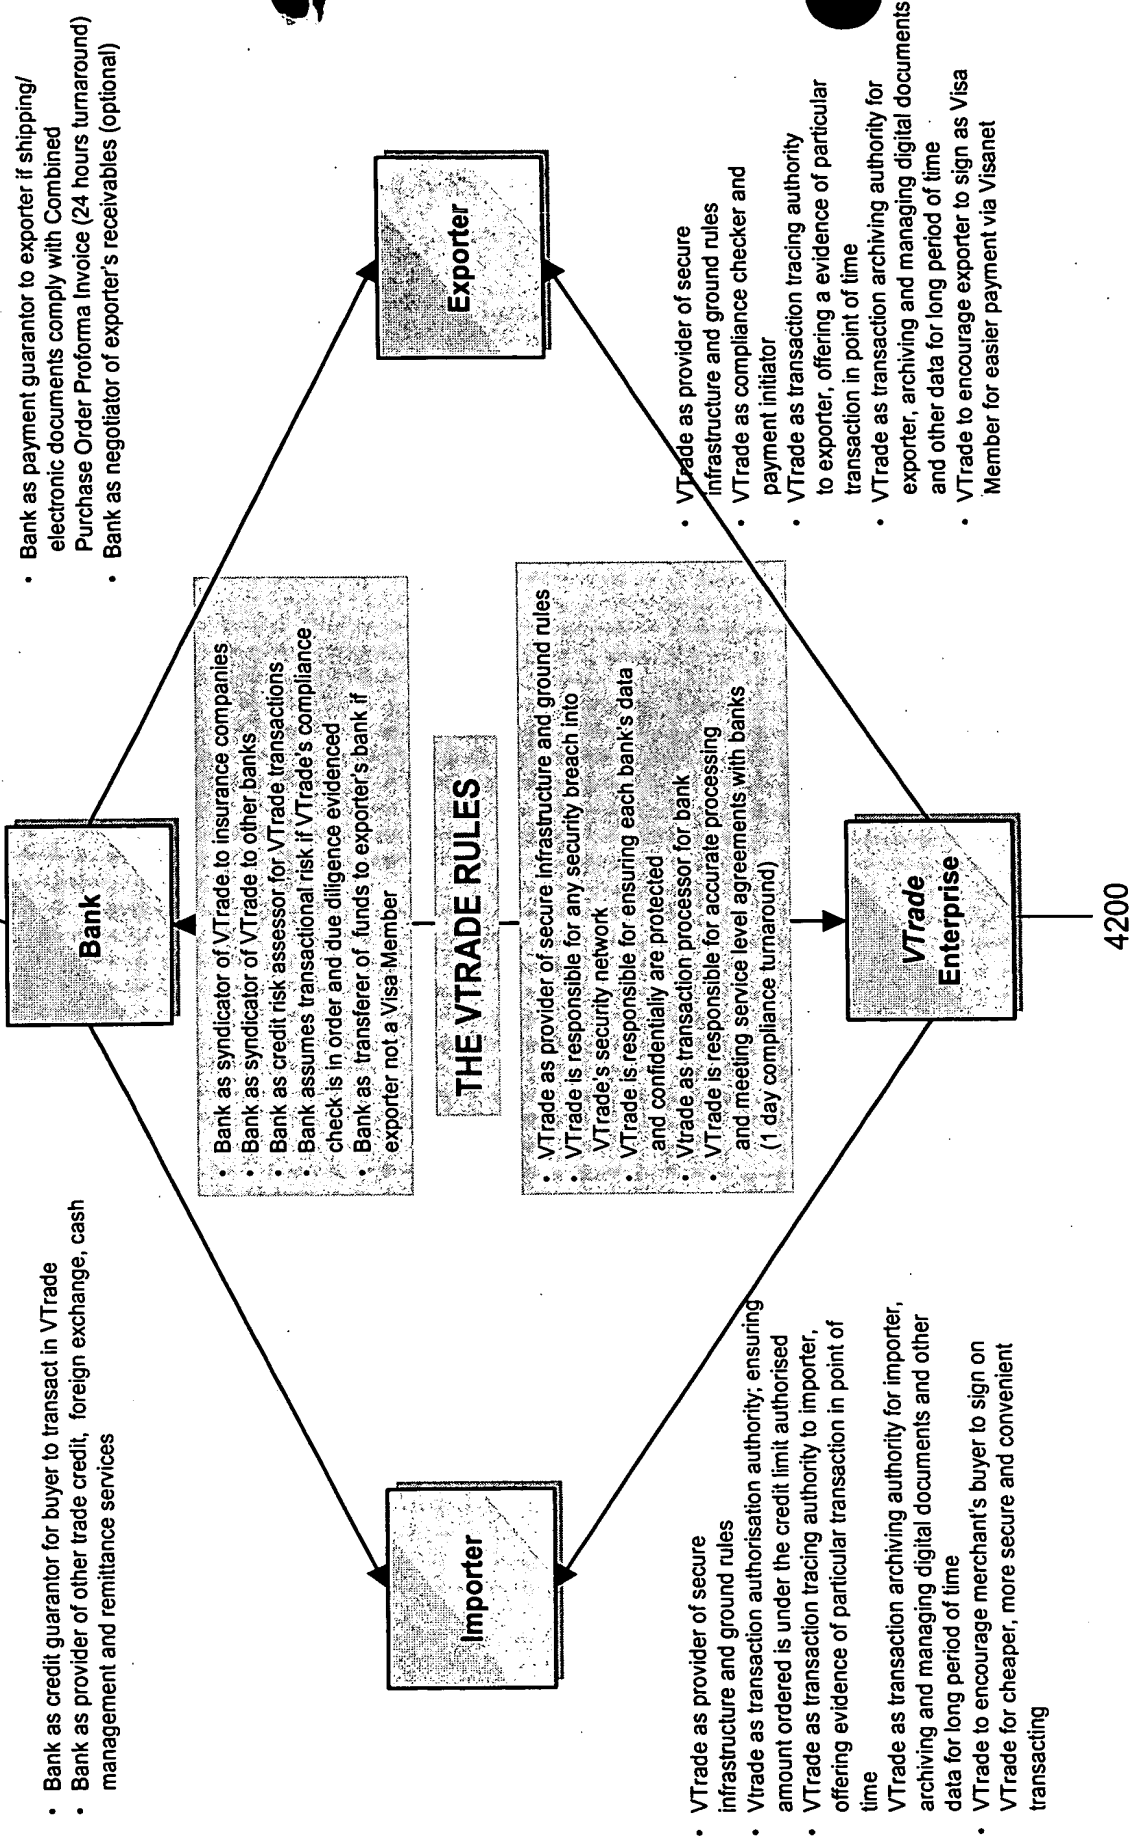 • Bank as credit guarantor for buyer to transact in VTrade
• Bank as provider of other trade credit, foreign exchange, cash
management and remittance services
Bank
• Bank as payment guarantor to exporter if shipping/
electronic documents comply with Combined
Purchase Order Proforma Invoice (24 hours turnaround)
• Bank as negotiator of exporter's receivables (optional)
• Bank as syndicator of VTrade to insurance companies
• Bank as syndicator of VTrade to other banks
• Bank as credit risk assessor for VTrade transactions
• Bank assumes transactional risk if VTrade's compliance
check is in order and due diligence evidenced
• Bank as transferer of funds to exporter's bank if
exporter not a Visa Member
Importer
THE VTRADE RULES
Exporter
• VTrade as provider of secure infrastructure and ground rules
• VTrade is responsible for any security breach into
VTrade's security network
• VTrade is responsible for ensuring each bank's data
and confidentially are protected
• Vtrade as transaction processor for bank
• VTrade is responsible for accurate processing
and meeting service level agreements with banks
(1 day compliance turnaround)
• VTrade as provider of secure
infrastructure and ground rules
• Vtrade as transaction authorisation authority; ensuring
amount ordered is under the credit limit authorised
• VTrade as transaction tracing authority to importer,
offering evidence of particular transaction in point of
time
VTrade as transaction archiving authority for importer,
archiving and managing digital documents and other
data for long period of time
• VTrade to encourage merchant's buyer to sign on
VTrade for cheaper, more secure and convenient
transacting
VTrade
Enterprise
• VTrade as provider of secure
infrastructure and ground rules
• VTrade as compliance checker and
payment initiator
• VTrade as transaction tracing authority
to exporter, offering a evidence of particular
transaction in point of time
• VTrade as transaction archiving authority for
exporter, archiving and managing digital documents
and other data for long period of time
• VTrade to encourage exporter to sign as Visa
Member for easier payment via Visanet
4200